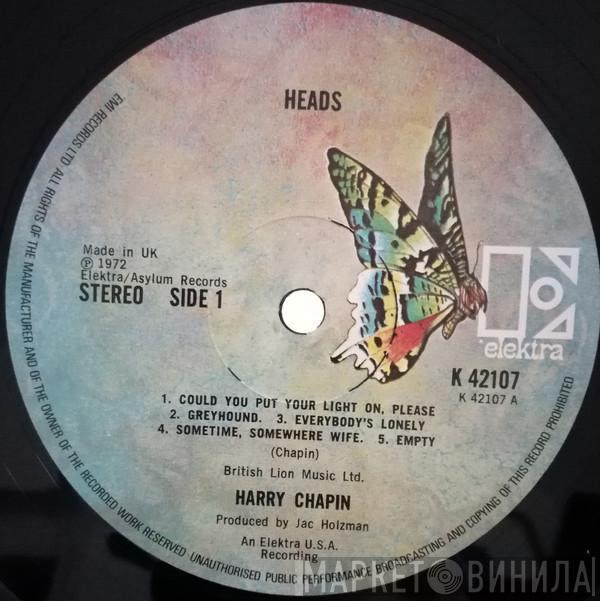 HEADS
Made in UK
℗ 1972
Elektra/Asylum Records
STEREO SIDE 1
elektra
K 42107
K 42107 A
1. COULD YOU PUT YOUR LIGHT ON, PLEASE
2. GREYHOUND. 3. EVERYBODY'S LONELY
4. SOMETIME, SOMEWHERE WIFE. 5. EMPTY
(Chapin)
British Lion Music Ltd.
HARRY CHAPIN
Produced by Jac Holzman
An Elektra U.S.A.
Recording
EMI RECORDS LTD ALL RIGHTS OF THE MANUFACTURER AND OF THE OWNER OF THE RECORDED WORK RESERVED UNAUTHORISED PUBLIC PERFORMANCE BROADCASTING AND COPYING OF THIS RECORD PROHIBITED
МАРКЕТ ВИНИЛА